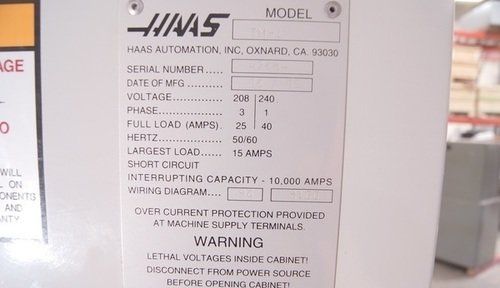 HAAS
MODEL
HAAS AUTOMATION, INC, OXNARD, CA. 93030
SERIAL NUMBER.....
DATE OF MFG..........
VOLTAGE............ 208 240
PHASE................ 3 1
FULL LOAD (AMPS). 25 40
HERTZ................ 50/60
LARGEST LOAD...... 15 AMPS
SHORT CIRCUIT
INTERRUPTING CAPACITY - 10,000 AMPS
WIRING DIAGRAM....
OVER CURRENT PROTECTION PROVIDED
AT MACHINE SUPPLY TERMINALS.
WARNING
LETHAL VOLTAGES INSIDE CABINET!
DISCONNECT FROM POWER SOURCE
BEFORE OPENING CABINET!
AGE
O
WILL
L ON
ONENTS
AND
ANTY